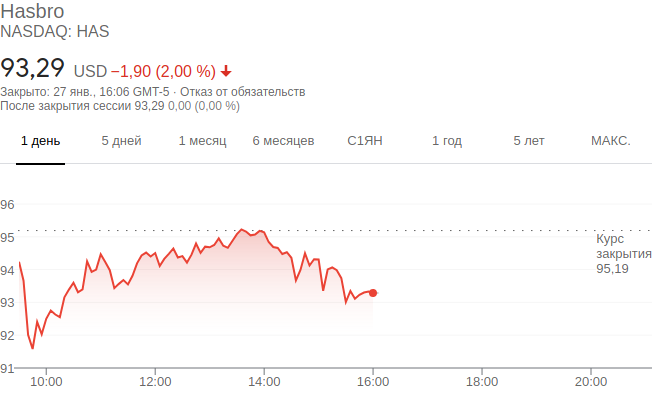 Hasbro
NASDAQ: HAS
93,29 USD −1,90 (2,00 %)
Закрыто: 27 янв., 16:06 GMT-5 · Отказ от обязательств
После закрытия сессии 93,29 0,00 (0,00 %)
1 день 5 дней 1 месяц 6 месяцев С1ЯН 1 год 5 лет МАКС.
96
95
94
93
92
91
Курс
закрытия
95,19
10:00 12:00 14:00 16:00 18:00 20:00